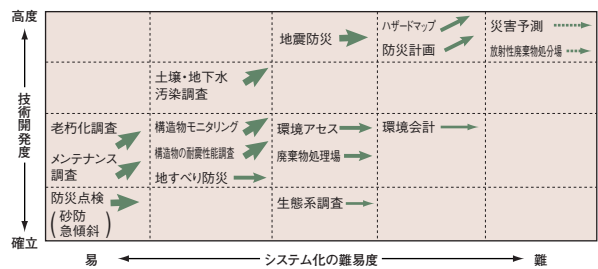 高度
技術開発度
確立
地震防災
ハザードマップ
防災計画
災害予測
放射性廃棄物処分場
土壌・地下水
汚染調査
老朽化調査
メンテナンス
調査
構造物モニタリング
構造物の耐震性能調査
地すべり防災
環境アセス
廃棄物処理場
環境会計
防災点検
(砂防
急傾斜)
生態系調査
易
システム化の難易度
難